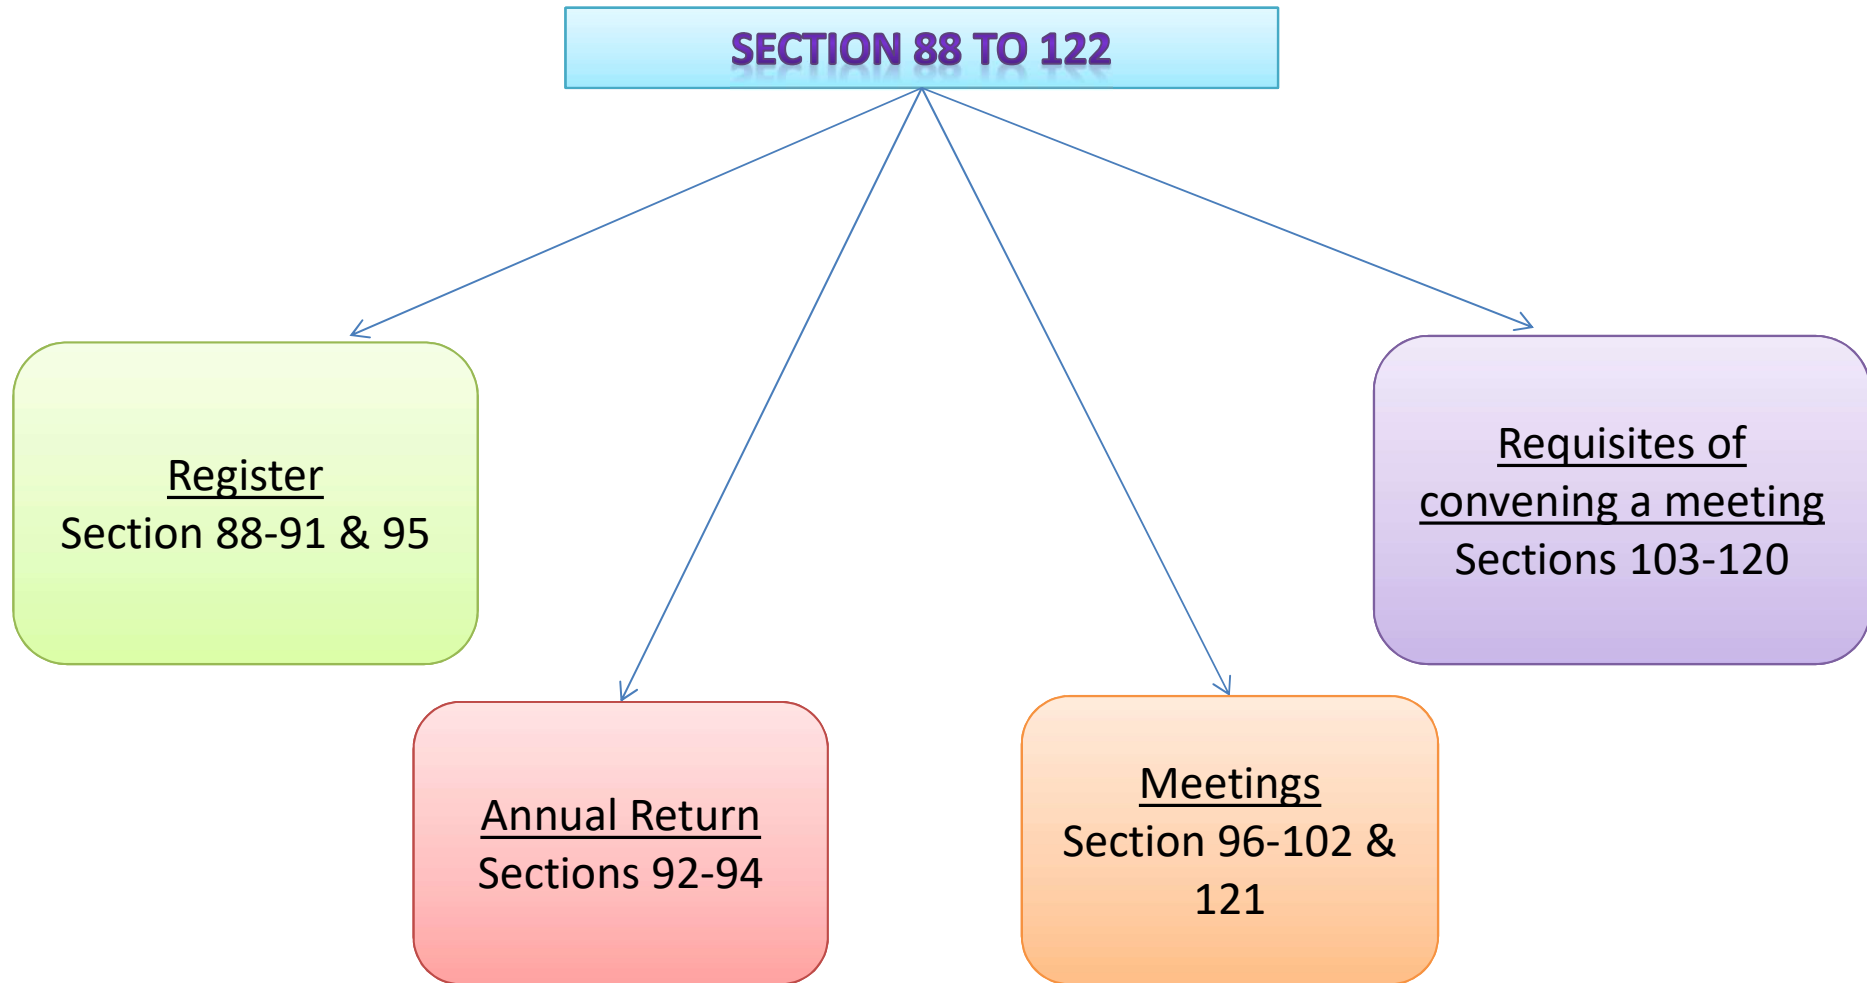 SECTION 88 TO 122
Register
Section 88-91 & 95
Annual Return
Sections 92-94
Meetings
Section 96-102 &
121
Requisites of
convening a meeting
Sections 103-120